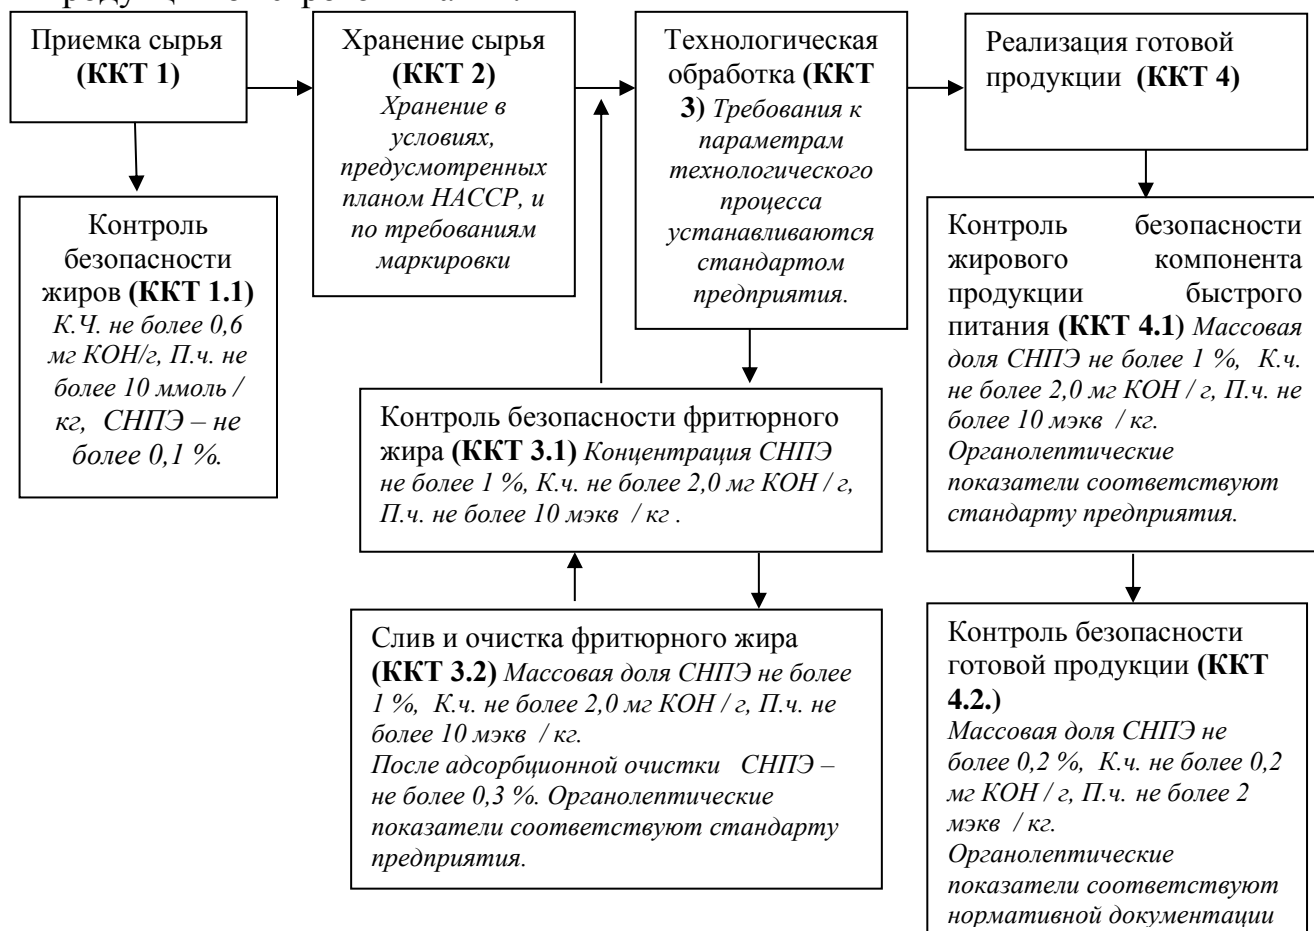 Приемка сырья
(ККТ 1)
Хранение сырья
(ККТ 2)
Хранение в
условиях,
предусмотренных
планом НАССР, и
по требованиям
маркировки
Технологическая
обработка (ККТ
3) Требования к
параметрам
технологического
процесса
устанавливаются
стандартом
предприятия.
Реализация готовой
продукции (ККТ 4)
Контроль
безопасности
жиров (ККТ 1.1)
К.Ч. не более 0,6
мг КОН/г, П.ч. не
более 10 ммоль /
кг, СНПЭ – не
более 0,1 %.
Контроль безопасности фритюрного
жира (ККТ 3.1) Концентрация СНПЭ
не более 1 %, К.ч. не более 2,0 мг КОН / г,
П.ч. не более 10 мэкв / кг .
Слив и очистка фритюрного жира
(ККТ 3.2) Массовая доля СНПЭ не более
1 %, К.ч. не более 2,0 мг КОН / г, П.ч. не
более 10 мэкв / кг.
После адсорбционной очистки СНПЭ –
не более 0,3 %. Органолептические
показатели соответствуют стандарту
предприятия.
Контроль безопасности
жирового компонента
продукции быстрого
питания (ККТ 4.1) Массовая
доля СНПЭ не более 1 %, К.ч.
не более 2,0 мг КОН / г, П.ч. не
более 10 мэкв / кг.
Органолептические
показатели соответствуют
стандарту предприятия.
Контроль безопасности
готовой продукции (ККТ
4.2.)
Массовая доля СНПЭ не
более 0,2 %, К.ч. не более 0,2
мг КОН / г, П.ч. не более 2
мэкв / кг.
Органолептические
показатели соответствуют
нормативной документации